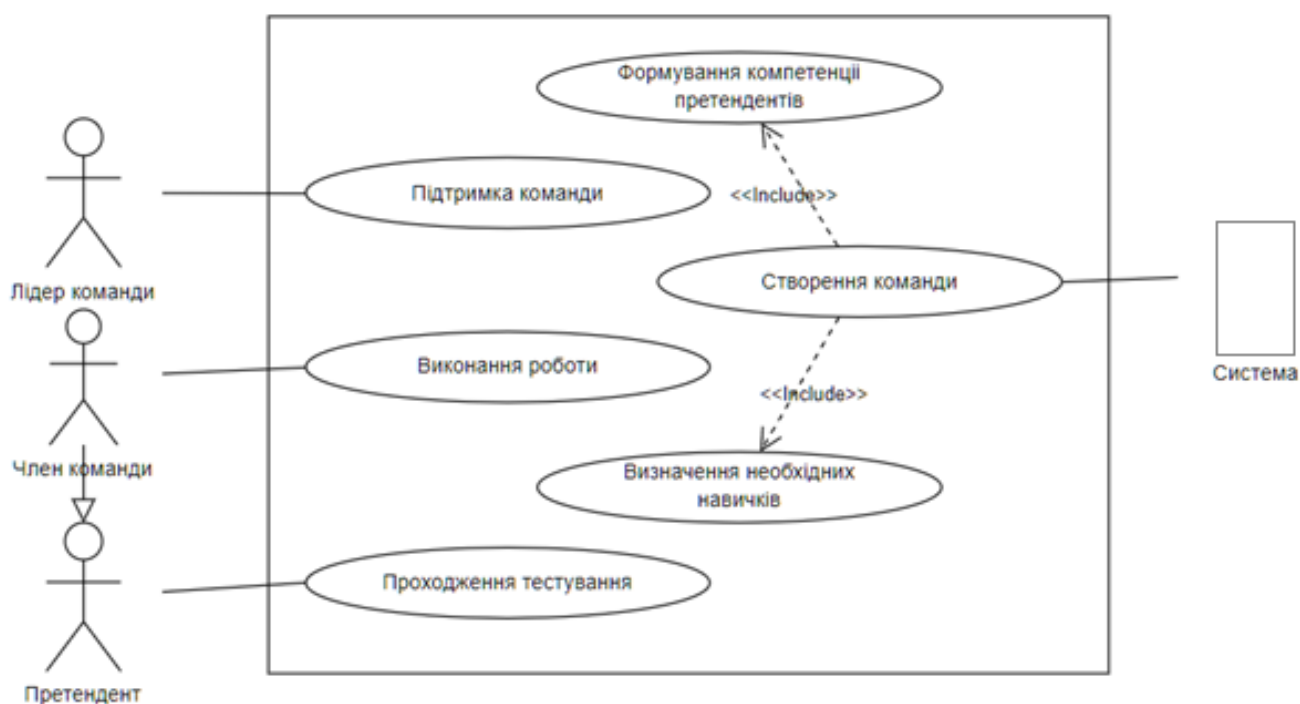 Формування компетенціі
претендентів
Підтримка команди
<<Include>>
Створення команди
Лідер команди
Виконання роботи
Система
<<Include>>
Член команди
Визначення необхідних
навичків
Проходження тестування
Претендент